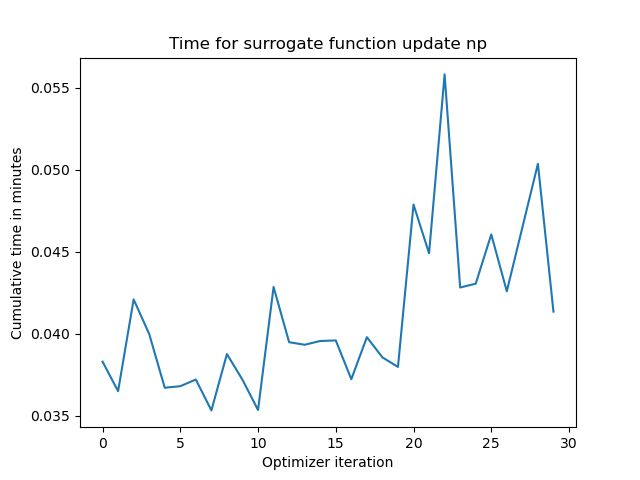 Time for surrogate function update np
Cumulative time in minutes
0.055
0.050
0.045
0.040
0.035
0 5 10 15 20 25 30
Optimizer iteration